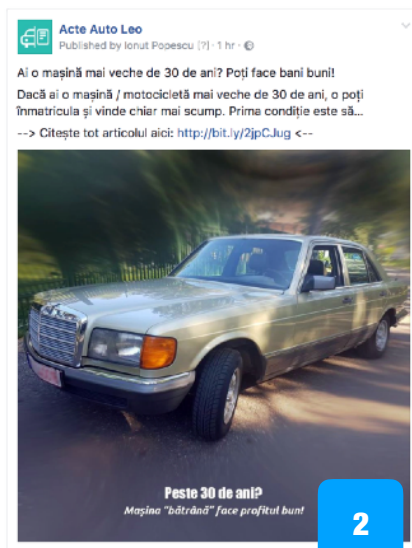 Acte Auto Leo
Published by Ionut Popescu [?] · 1 hr ·
Ai o mașină mai veche de 30 de ani? Poți face bani buni!
Dacă ai o mașină / motocicletă mai veche de 30 de ani, o poți
înmatricula și vinde chiar mai scump. Prima condiție este să...
--> Citește tot articolul aici: http://bit.ly/2jpCJug <--
Peste 30 de ani?
Mașina "bătrână" face profitul bun!
2